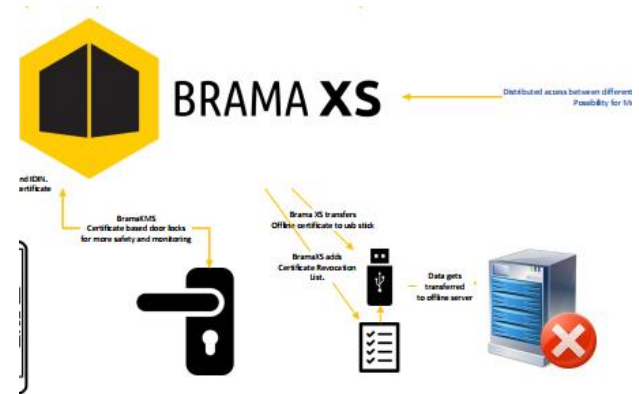 BRAMA XS
Distributed access between different
Possibility for M
nd IDIN.
ertificate
BramaKMS
Certificate based door locks
for more safety and monitoring
Brama XS transfers
Offline certificate to usb stick
BramaXS adds
Certificate Revocation
List.
Data gets
transferred
to offline server